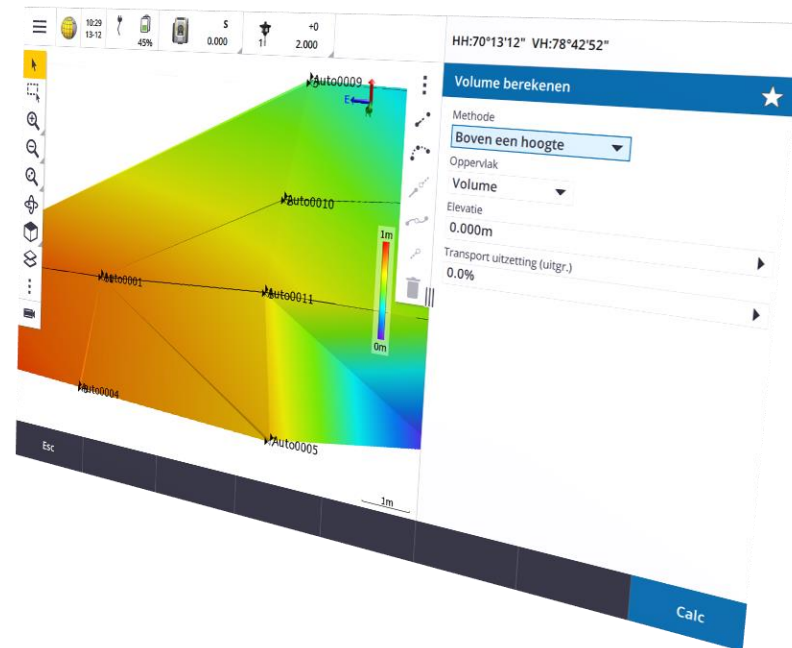 10:29
13-12
45%
S
0.000
1
+0
2.000
HH:70°13'12" VH:78°42'52"
Volume berekenen
Methode
Boven een hoogte
Oppervlak
Volume
Elevatie
0.000m
Transport uitzetting (uitgr.)
0.0%
Auto0009
E
Auto0010
1m
Auto0001
Auto0011
0m
Auto0004
Auto0005
1m
Esc
Calc